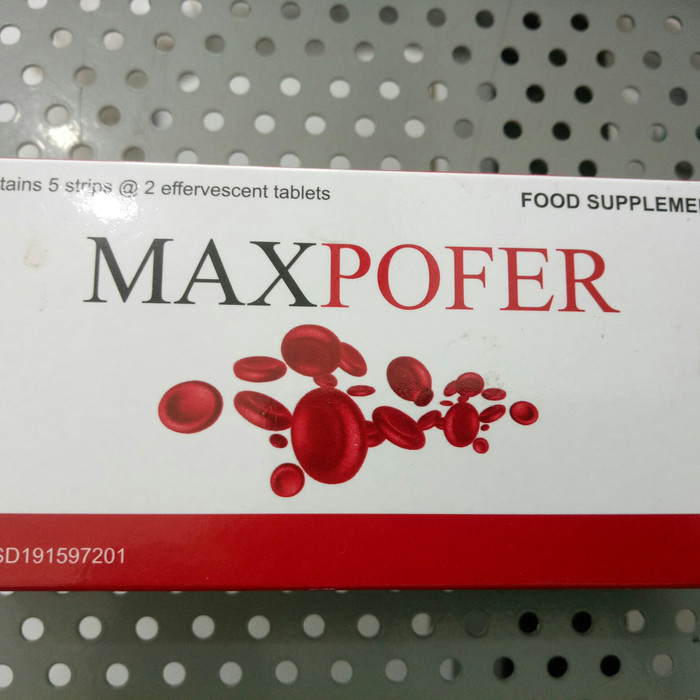 tains 5 strips @ 2 effervescent tablets
FOOD SUPPLEME
MAXPOFER
SD191597201